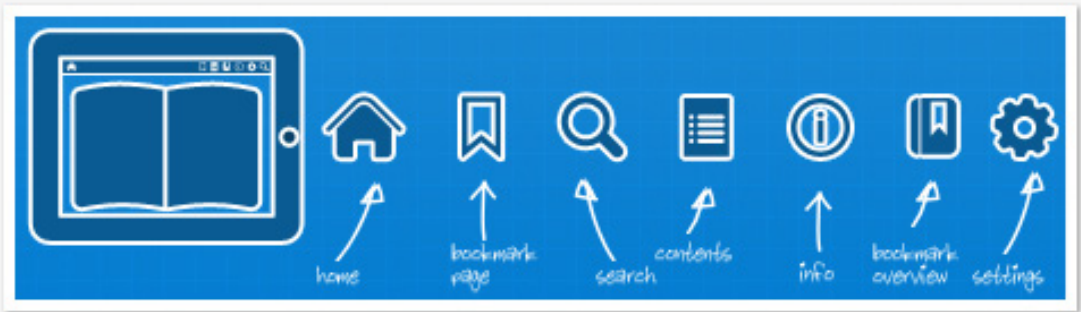 home
bookmark
page
search
contents
info
bookmark
overview
settings